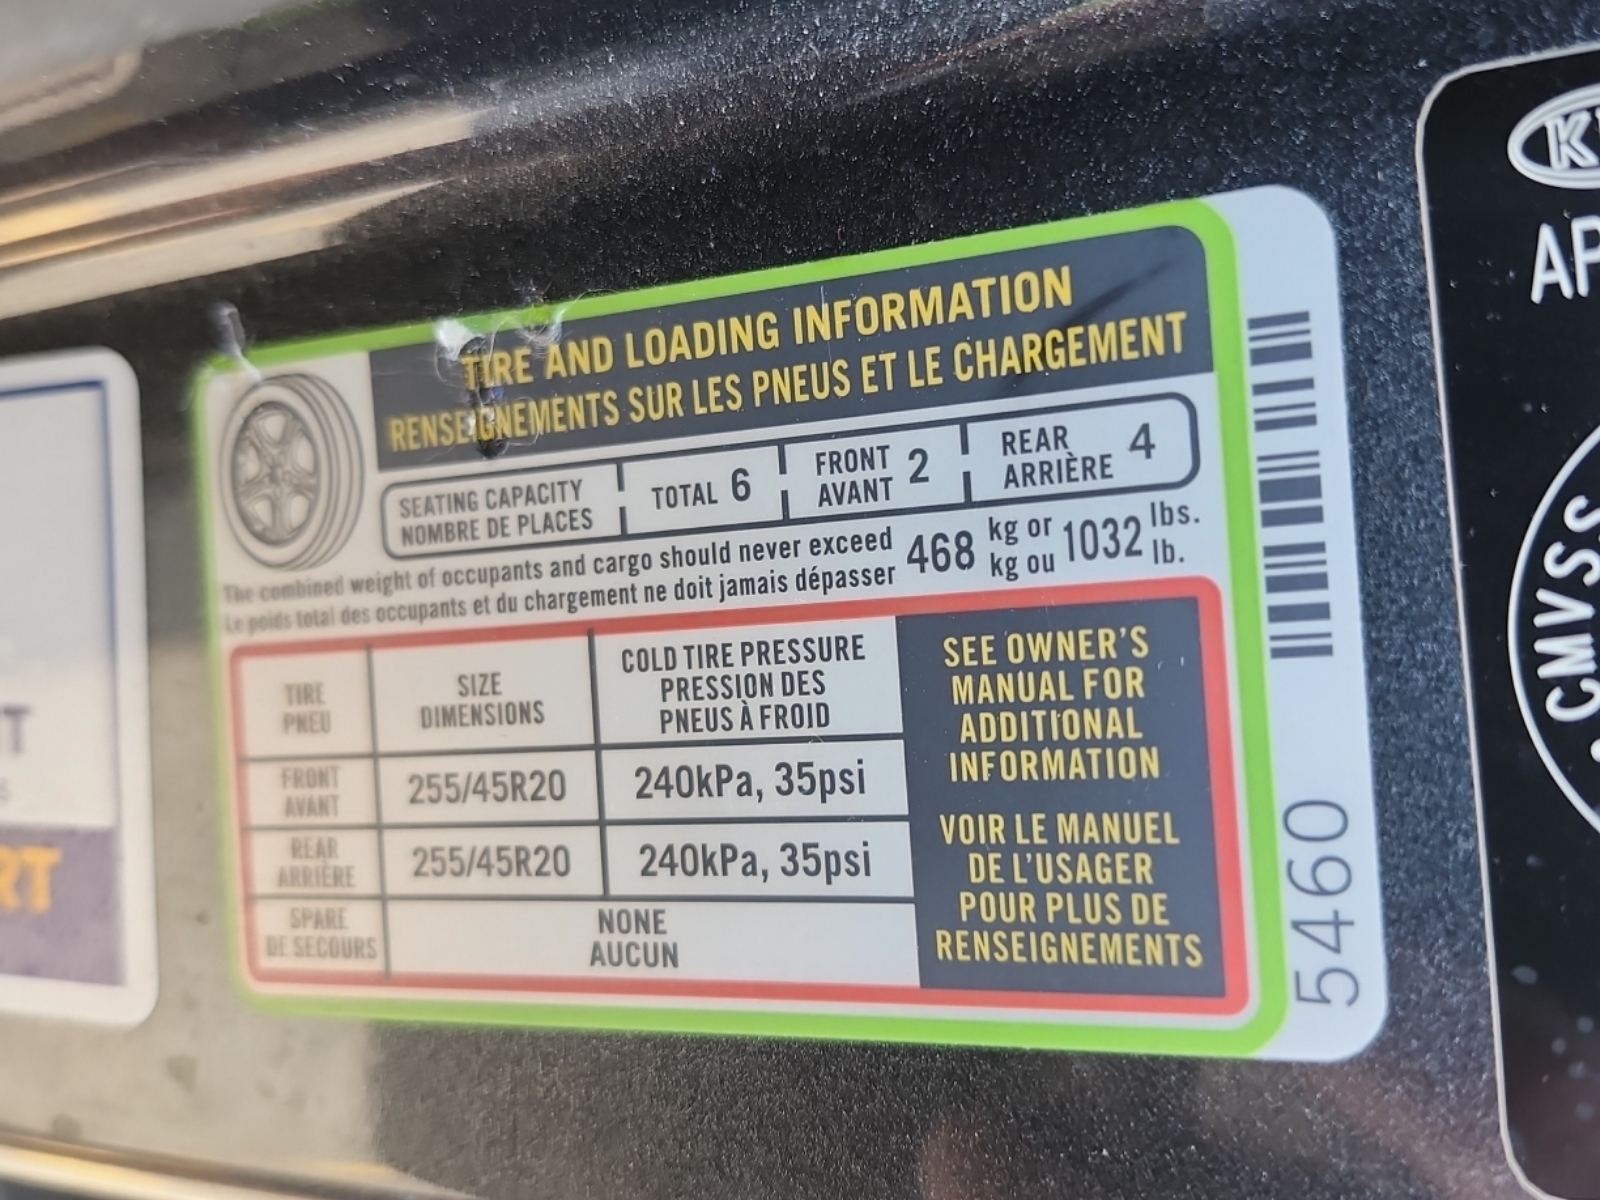 TIRE AND LOADING INFORMATION
RENSEIGNEMENTS SUR LES PNEUS ET LE CHARGEMENT
SEATING CAPACITY
NOMBRE DE PLACES
TOTAL 6
FRONT
AVANT
2
REAR
ARRIÈRE
4
The combined weight of occupants and cargo should never exceed
Le poids total des occupants et du chargement ne doit jamais dépasser
468
kg or
kg ou
1032
lbs.
lb.
TIRE
PNEU
SIZE
DIMENSIONS
COLD TIRE PRESSURE
PRESSION DES
PNEUS À FROID
FRONT
AVANT
255/45R20
240kPa, 35psi
REAR
ARRIÈRE
255/45R20
240kPa, 35psi
SPARE
DE SECOURS
NONE
AUCUN
SEE OWNER'S
MANUAL FOR
ADDITIONAL
INFORMATION
VOIR LE MANUEL
DE L'USAGER
POUR PLUS DE
RENSEIGNEMENTS
5460
CMVSS